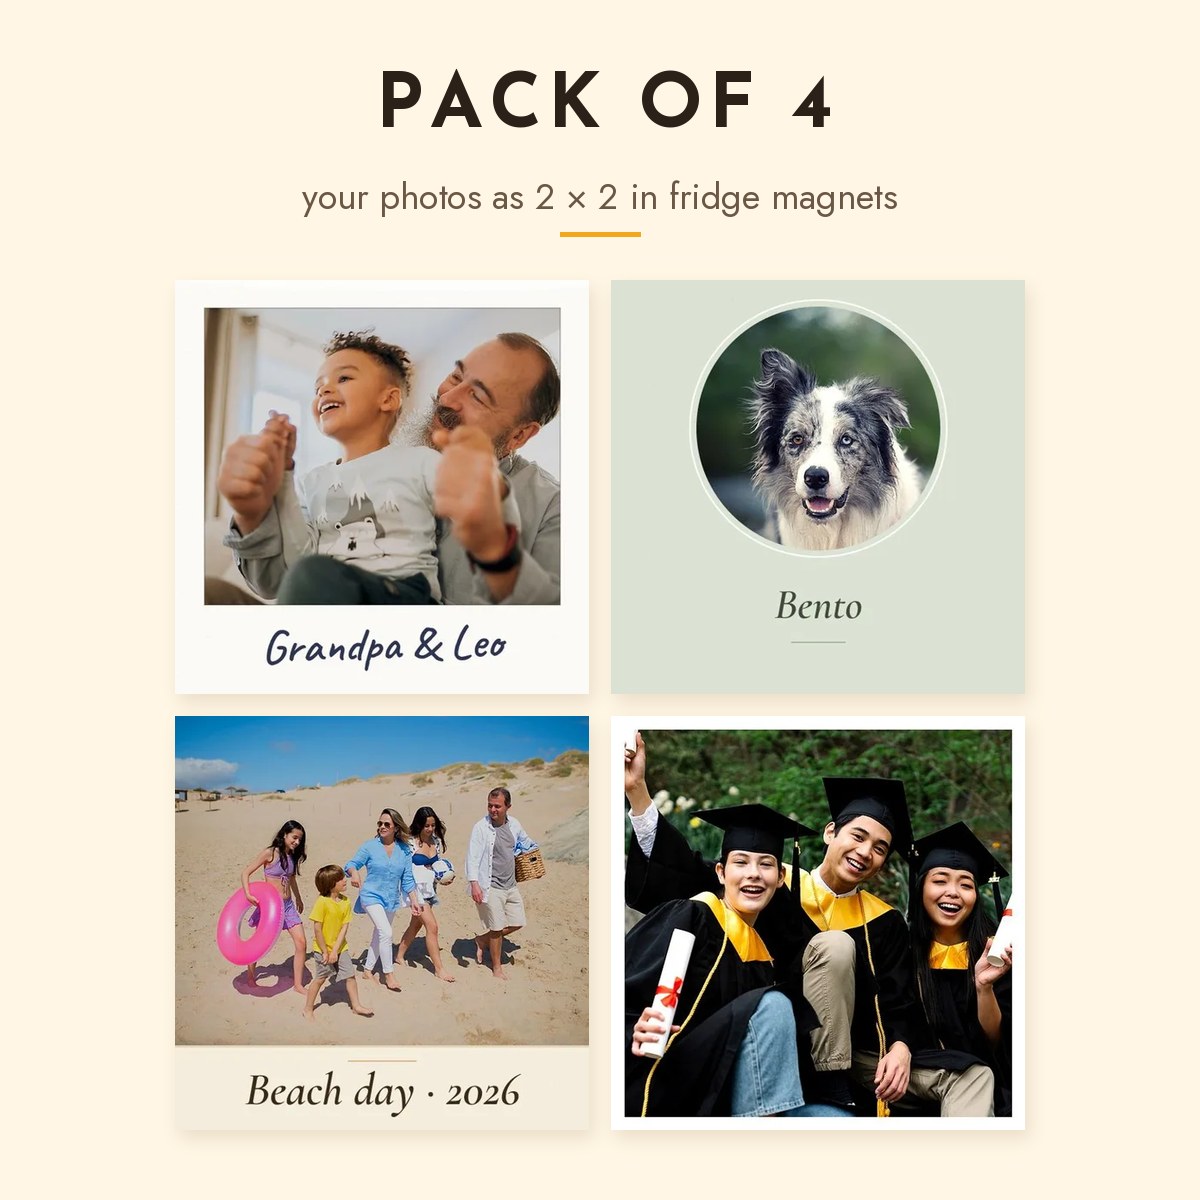 PACK OF 4
your photos as 2 × 2 in fridge magnets
Grandpa & Leo
Bento
Beach day · 2026